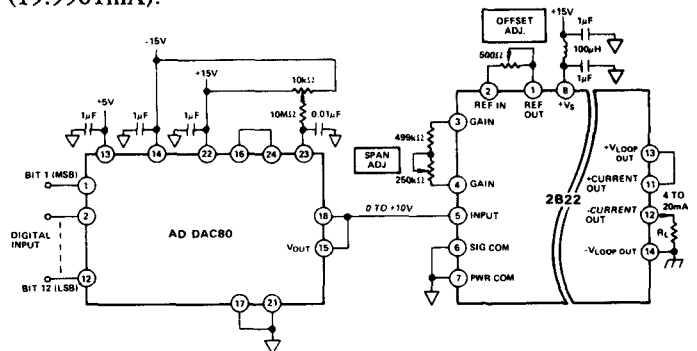 (19.9961mA).
OFFSET
ADJ.
+15V
1μF
100μH
1μF
500Ω
-15V
+15V
10kΩ
10MΩ
0.01μF
+5V
1μF
1μF
1μF
2
REF IN
1
REF
OUT
8
+VS
13
14
22
16
24
23
499kΩ
SPAN
ADJ
250kΩ
3
GAIN
4
GAIN
+VLOOP
OUT
13
+CURRENT
OUT
11
2B22
-CURRENT
OUT
12
4 TO
20mA
RL
-VLOOP OUT
14
BIT 1 (MSB)
1
2
DIGITAL
INPUT
BIT 12 (LSB)
12
AD DAC80
18
VOUT
15
0 TO +10V
5
INPUT
6
SIG COM
7
PWR COM
17
21